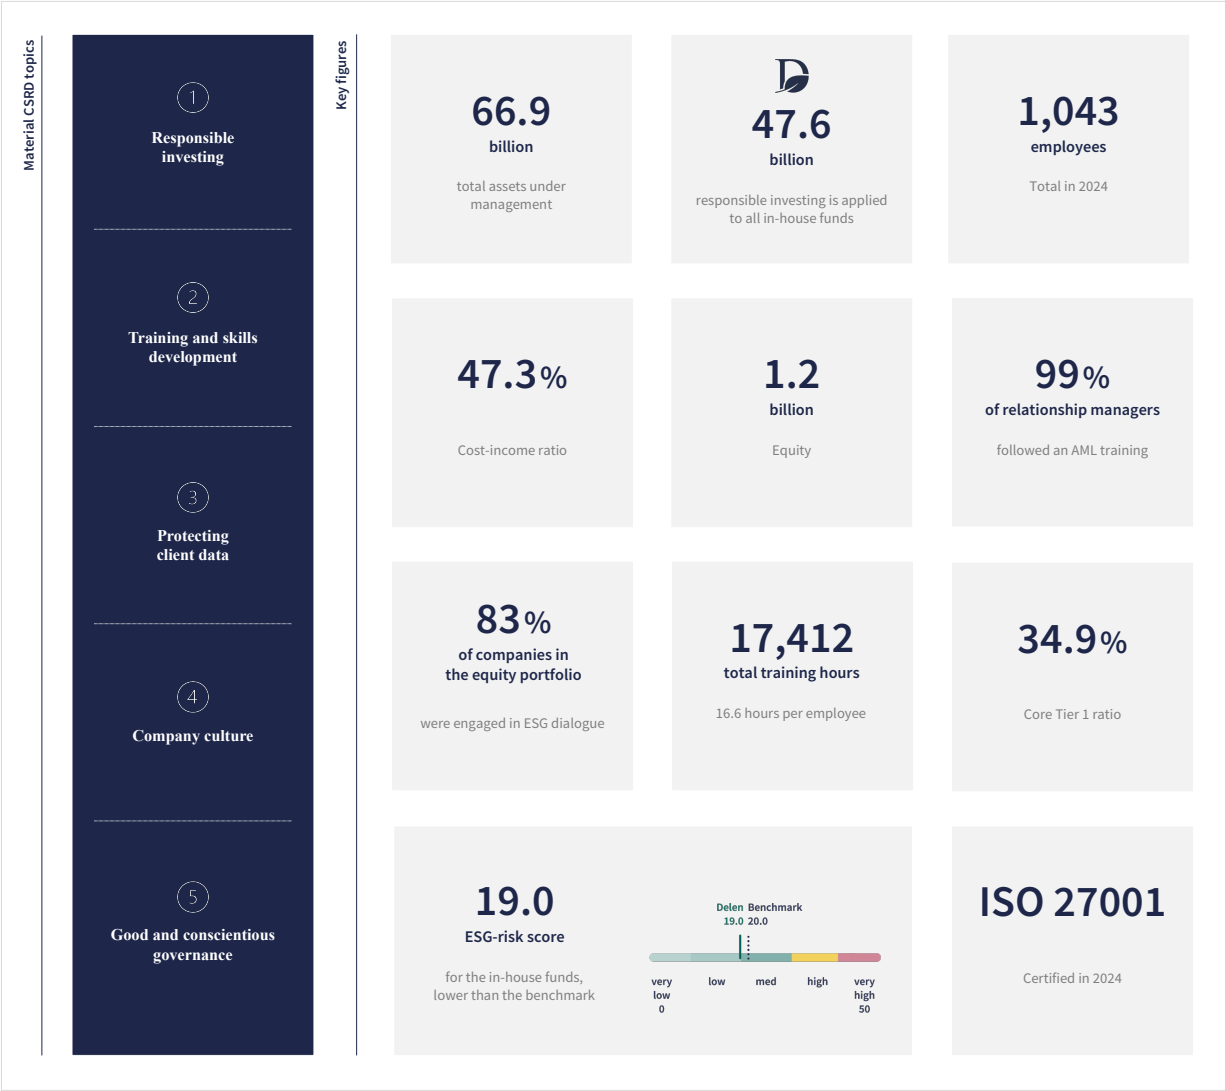 Material CSRD topics
1
Responsible
investing
2
Training and skills
development
3
Protecting
client data
4
Company culture
5
Good and conscientious
governance
Key figures
66.9
billion
total assets under
management
D
47.6
billion
responsible investing is applied
to all in-house funds
1,043
employees
Total in 2024
47.3%
Cost-income ratio
1.2
billion
Equity
99%
of relationship managers
followed an AML training
83%
of companies in
the equity portfolio
were engaged in ESG dialogue
17,412
total training hours
16.6 hours per employee
34.9%
Core Tier 1 ratio
19.0
ESG-risk score
for the in-house funds,
lower than the benchmark
Delen Benchmark
19.0 20.0
very low med high very
low high
0 50
ISO 27001
Certified in 2024